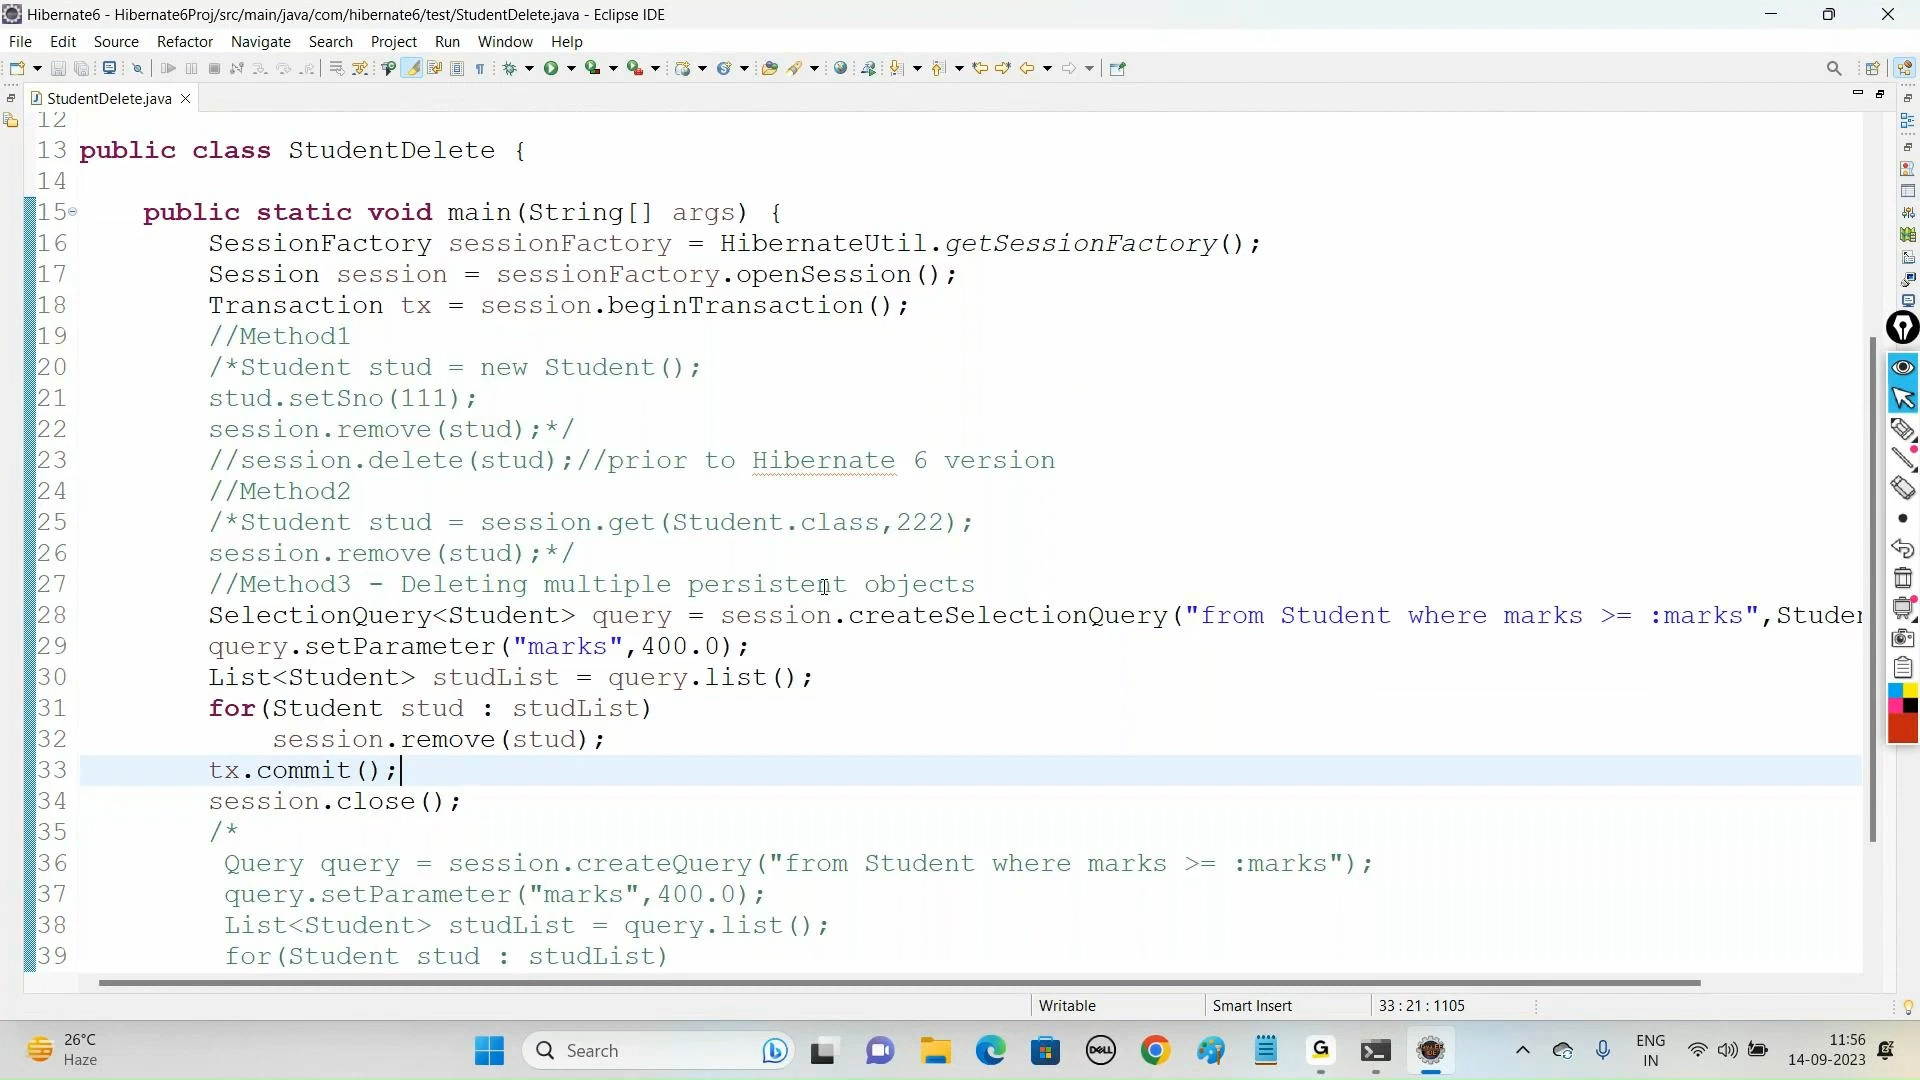 Hibernate6 - Hibernate6Proj/src/main/java/com/hibernate6/test/StudentDelete.java - Eclipse IDE
File Edit Source Refactor Navigate Search Project Run Window Help
StudentDelete.java
12
13 public class StudentDelete {
14
15 public static void main(String[] args) {
16 SessionFactory sessionFactory = HibernateUtil.getSessionFactory();
17 Session session = sessionFactory.openSession();
18 Transaction tx = session.beginTransaction();
19 //Method1
20 /*Student stud = new Student();
21 stud.setSno(111);
22 session.remove(stud);*/
23 //session.delete(stud);//prior to Hibernate 6 version
24 //Method2
25 /*Student stud = session.get(Student.class,222);
26 session.remove(stud);*/
27 //Method3 - Deleting multiple persistent objects
28 SelectionQuery<Student> query = session.createSelectionQuery("from Student where marks >= :marks",Studen
29 query.setParameter("marks",400.0);
30 List<Student> studList = query.list();
31 for(Student stud : studList)
32 session.remove(stud);
33 tx.commit();
34 session.close();
35 /*
36 Query query = session.createQuery("from Student where marks >= :marks");
37 query.setParameter("marks",400.0);
38 List<Student> studList = query.list();
39 for(Student stud : studList)
Writable Smart Insert 33 : 21 : 1105
26°C
Haze
Search
DELL
ENG
IN
11:56
14-09-2023